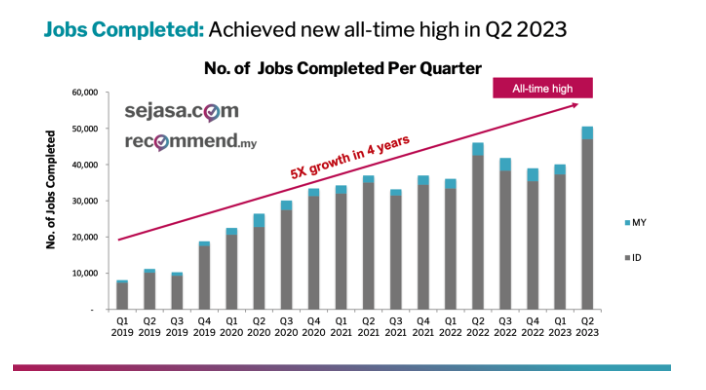 Jobs Completed: Achieved new all-time high in Q2 2023
No. of Jobs Completed Per Quarter
All-time high
sejasa.com
recommend.my
5X growth in 4 years
No. of Jobs Completed
60,000
50,000
40,000
30,000
20,000
10,000
-
Q1 Q2 Q3 Q4 Q1 Q2 Q3 Q4 Q1 Q2 Q3 Q4 Q1 Q2 Q3 Q4 Q1 Q2
2019 2019 2019 2019 2020 2020 2020 2020 2021 2021 2021 2021 2022 2022 2022 2022 2023 2023
MY
ID